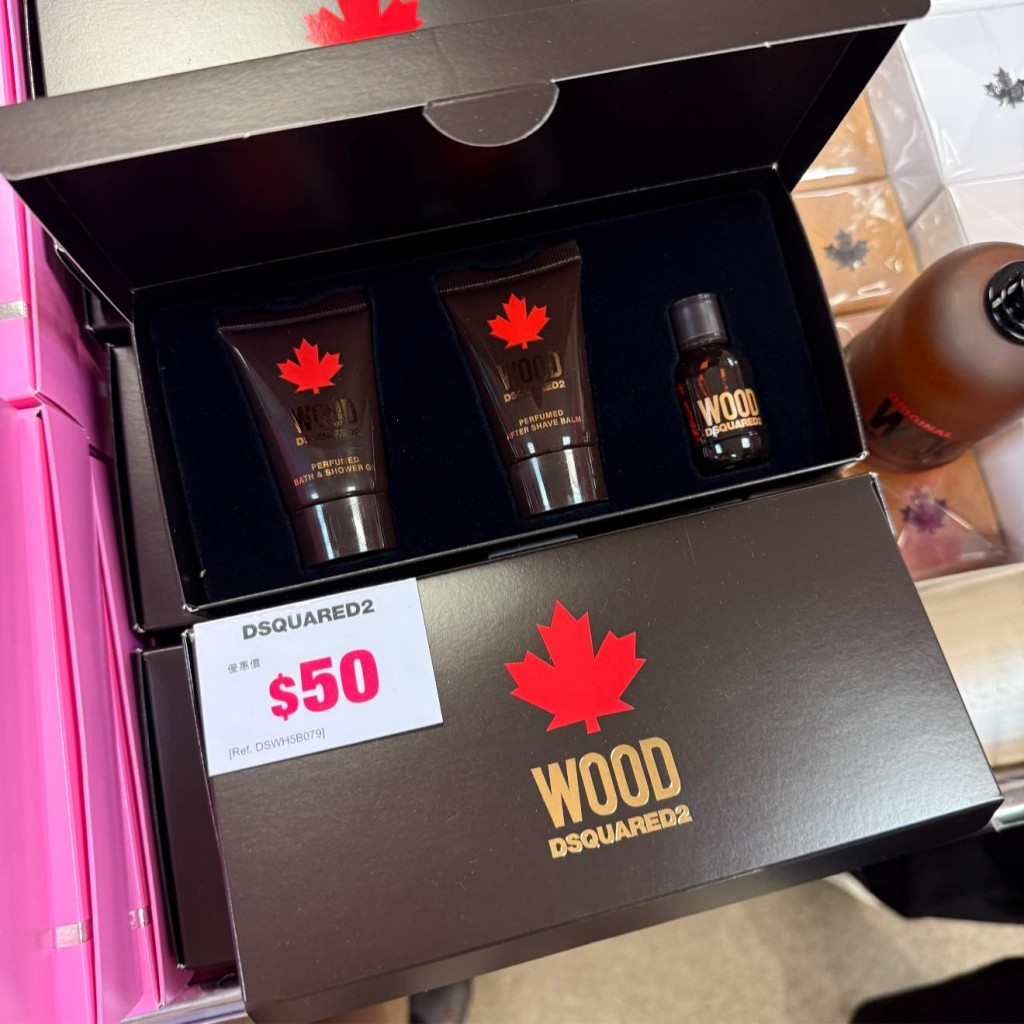 WOOD
DSQUARED2
PERFUMED
BATH & SHOWER G
WOOD
DSQUARED2
PERFUMED
AFTER SHAVE BALM
WOOD
DSQUARED2
ORIGINAL
DSQUARED2
優惠價
$50
[Ref. DSWH5B079]
WOOD
DSQUARED2